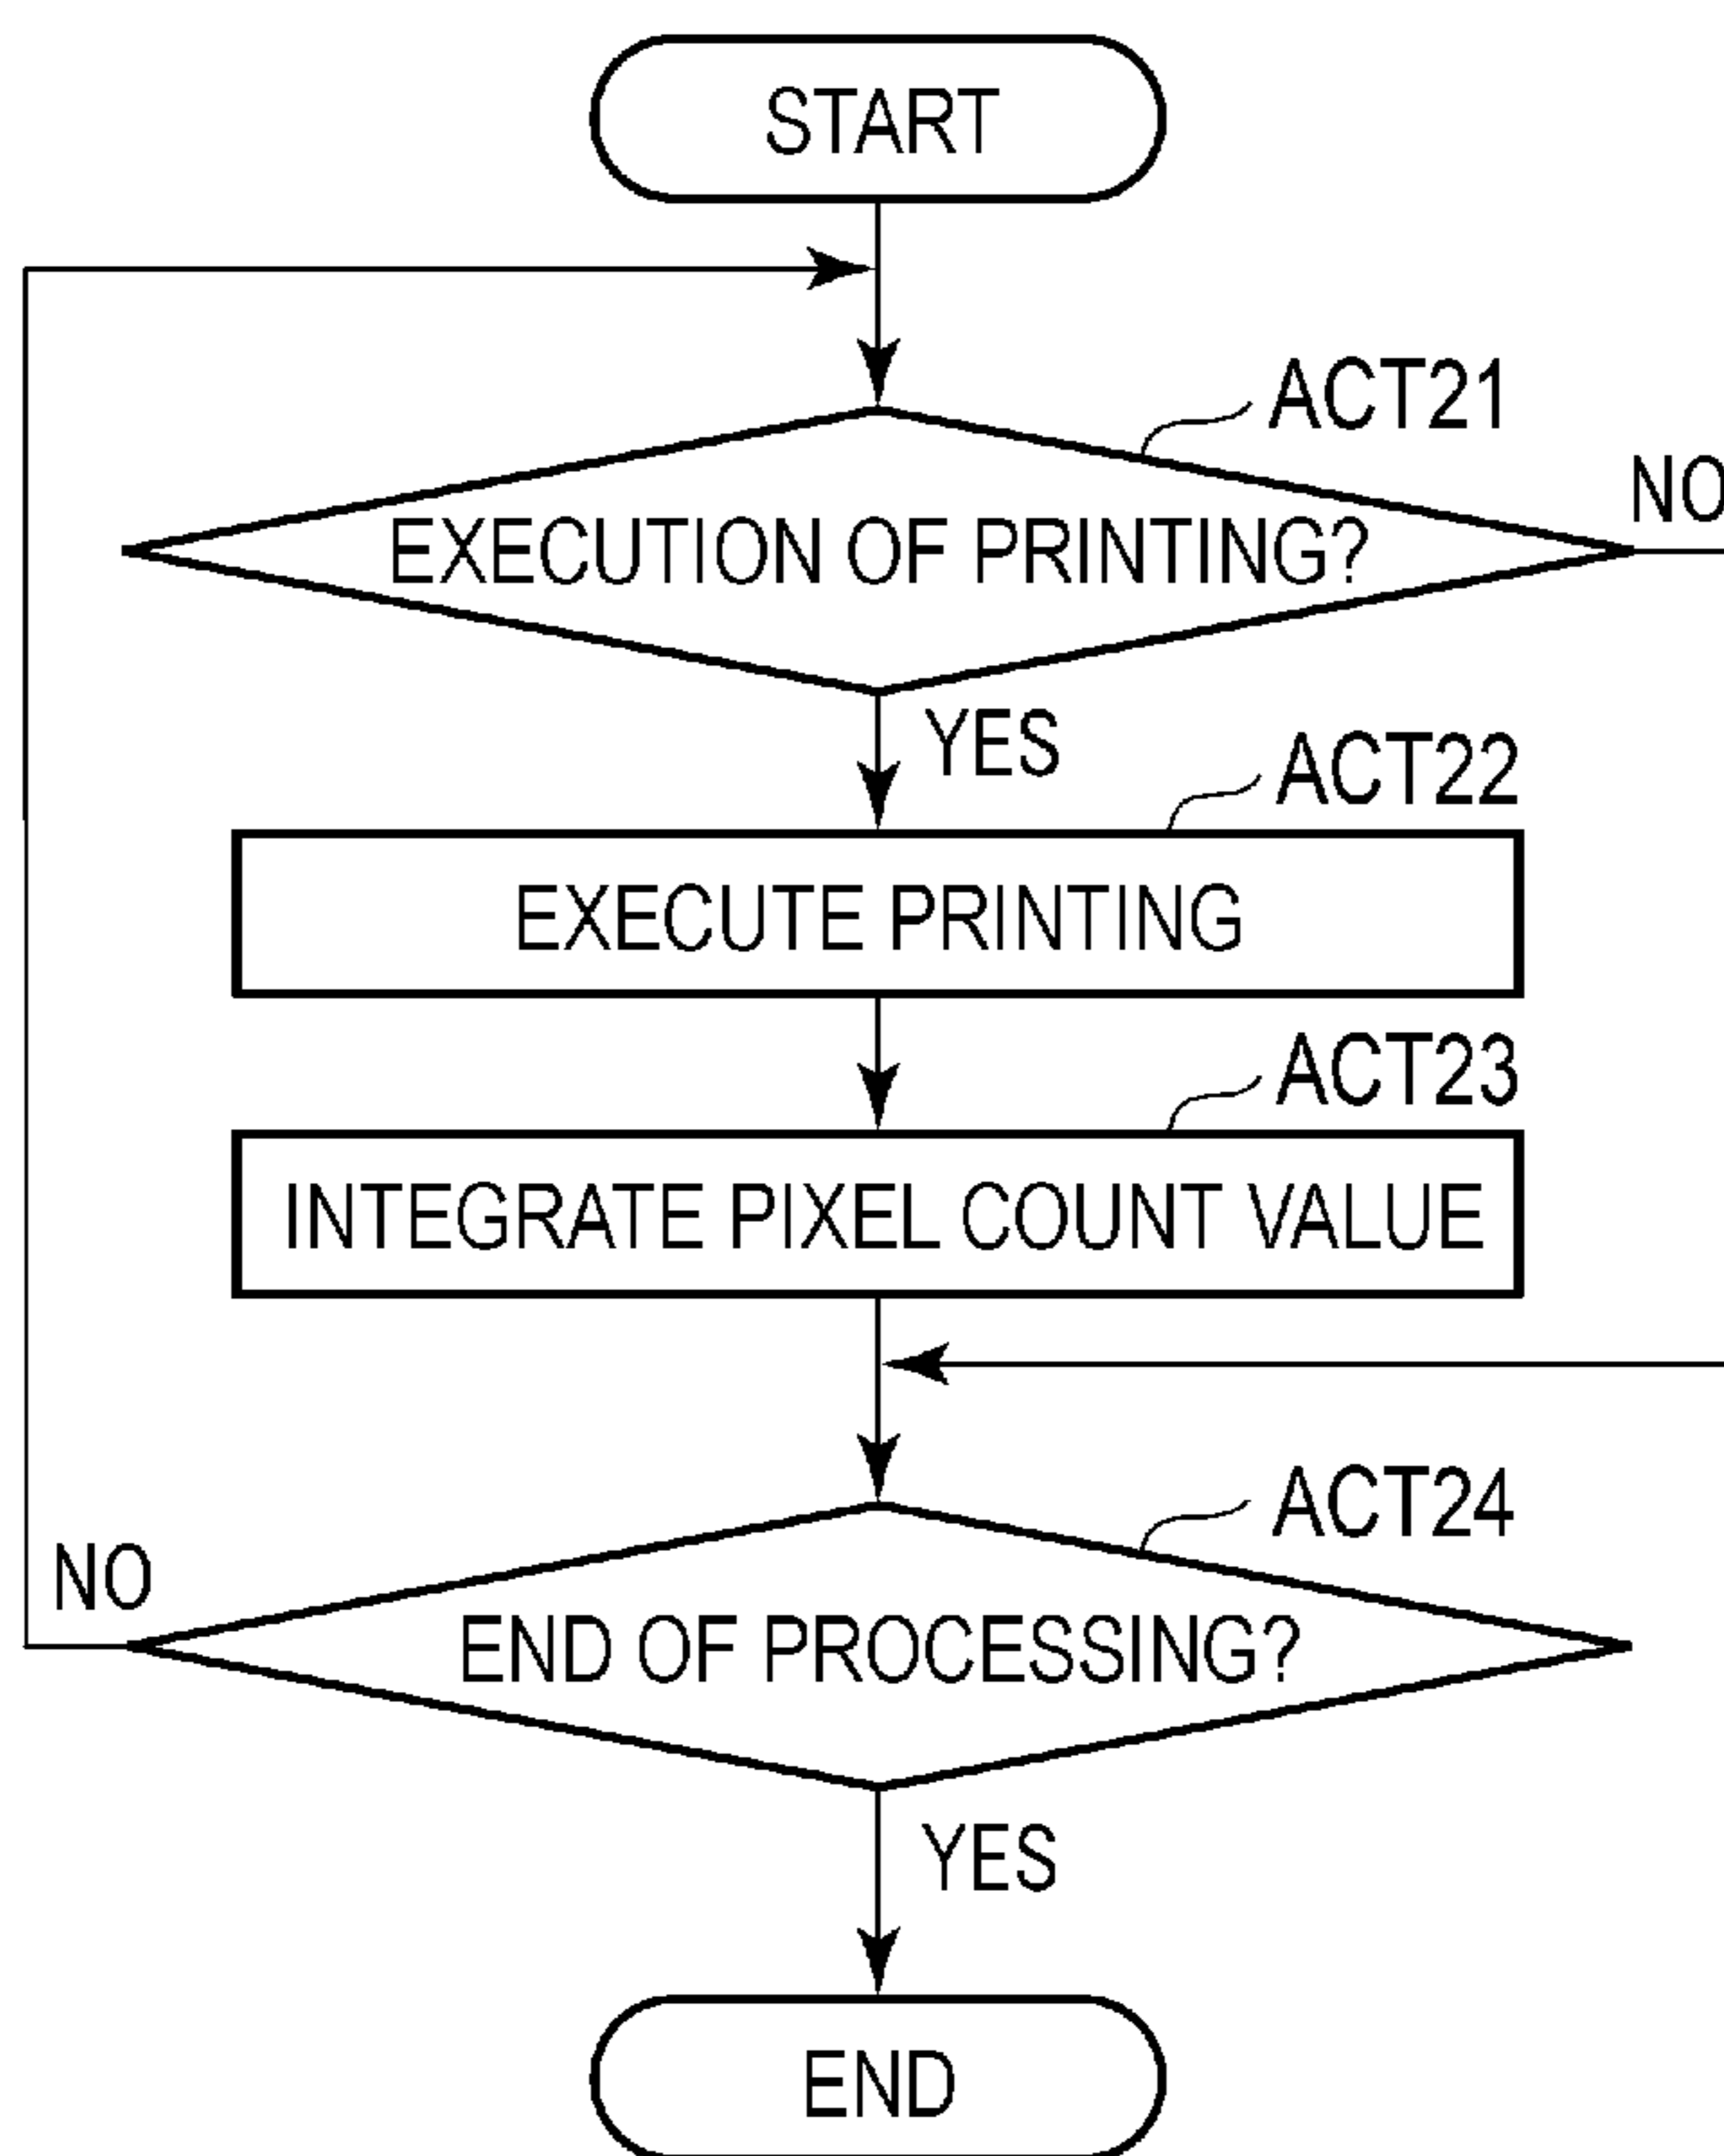 START
ACT21
NO
EXECUTION OF PRINTING?
YES
ACT22
EXECUTE PRINTING
ACT23
INTEGRATE PIXEL COUNT VALUE
ACT24
NO
END OF PROCESSING?
YES
END